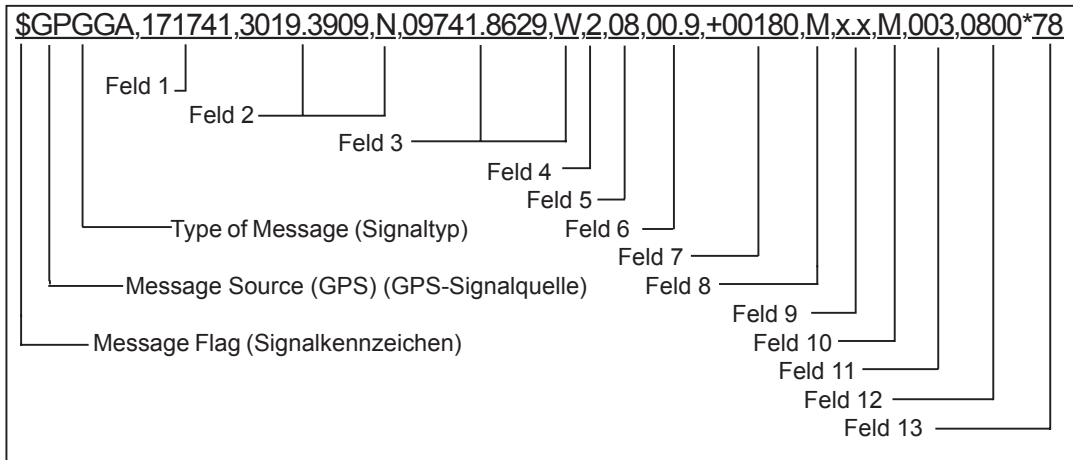 $GPGGA,171741,3019.3909,N,09741.8629,W,2,08,00.9,+00180,M,x.x,M,003,0800*78
Feld 1
Feld 2
Feld 3
Feld 4
Feld 5
Type of Message (Signaltyp)
Feld 6
Feld 7
Message Source (GPS) (GPS-Signalquelle)
Feld 8
Feld 9
Message Flag (Signalkennzeichen)
Feld 10
Feld 11
Feld 12
Feld 13